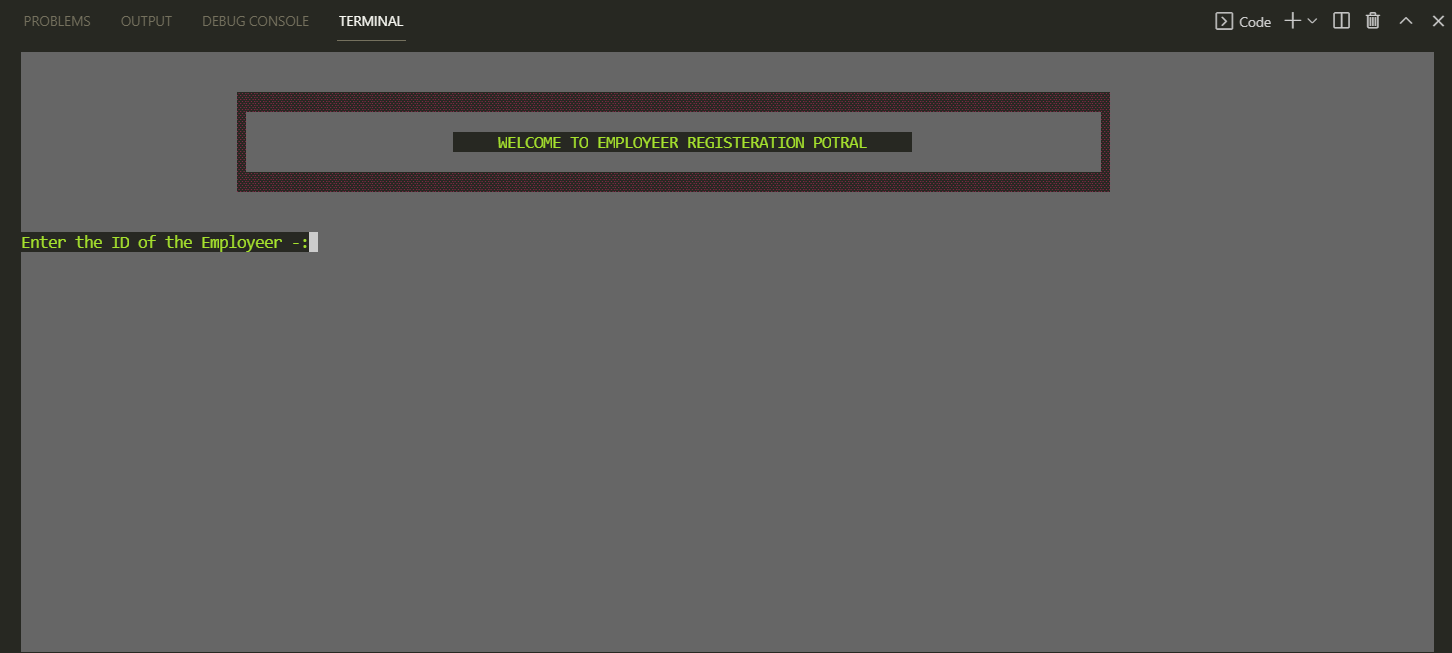 PROBLEMS OUTPUT DEBUG CONSOLE TERMINAL Code
WELCOME TO EMPLOYEER REGISTERATION POTRAL
Enter the ID of the Employeer -: